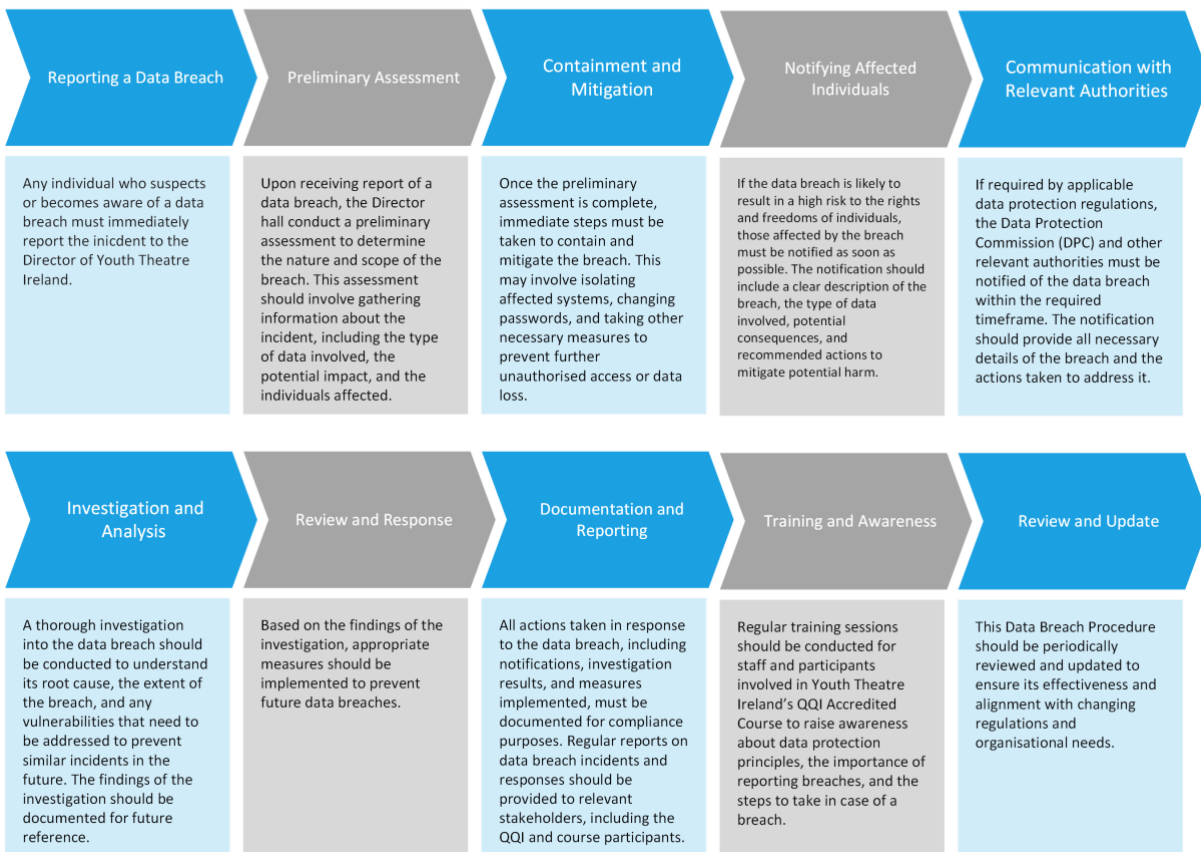 Reporting a Data Breach
Preliminary Assessment
Containment and
Mitigation
Notifying Affected
Individuals
Communication with
Relevant Authorities
Any individual who suspects
or becomes aware of a data
breach must immediately
report the inicdent to the
Director of Youth Theatre
Ireland.
Upon receiving report of a
data breach, the Director
hall conduct a preliminary
assessment to determine
the nature and scope of the
breach. This assessment
should involve gathering
information about the
incident, including the type
of data involved, the
potential impact, and the
individuals affected.
Once the preliminary
assessment is complete,
immediate steps must be
taken to contain and
mitigate the breach. This
may involve isolating
affected systems, changing
passwords, and taking other
necessary measures to
prevent further
unauthorised access or data
loss.
If the data breach is likely to
result in a high risk to the rights
and freedoms of individuals,
those affected by the breach
must be notified as soon as
possible. The notification should
include a clear description of the
breach, the type of data
involved, potential
consequences, and
recommended actions to
mitigate potential harm.
If required by applicable
data protection regulations,
the Data Protection
Commission (DPC) and other
relevant authorities must be
notified of the data breach
within the required
timeframe. The notification
should provide all necessary
details of the breach and the
actions taken to address it.
Investigation and
Analysis
Review and Response
Documentation and
Reporting
Training and Awareness
Review and Update
A thorough investigation
into the data breach should
be conducted to understand
its root cause, the extent of
the breach, and any
vulnerabilities that need to
be addressed to prevent
similar incidents in the
future. The findings of the
investigation should be
documented for future
reference.
Based on the findings of the
investigation, appropriate
measures should be
implemented to prevent
future data breaches.
All actions taken in response
to the data breach, including
notifications, investigation
results, and measures
implemented, must be
documented for compliance
purposes. Regular reports on
data breach incidents and
responses should be
provided to relevant
stakeholders, including the
QQI and course participants.
Regular training sessions
should be conducted for
staff and participants
involved in Youth Theatre
Ireland's QQI Accredited
Course to raise awareness
about data protection
principles, the importance of
reporting breaches, and the
steps to take in case of a
breach.
This Data Breach Procedure
should be periodically
reviewed and updated to
ensure its effectiveness and
alignment with changing
regulations and
organisational needs.